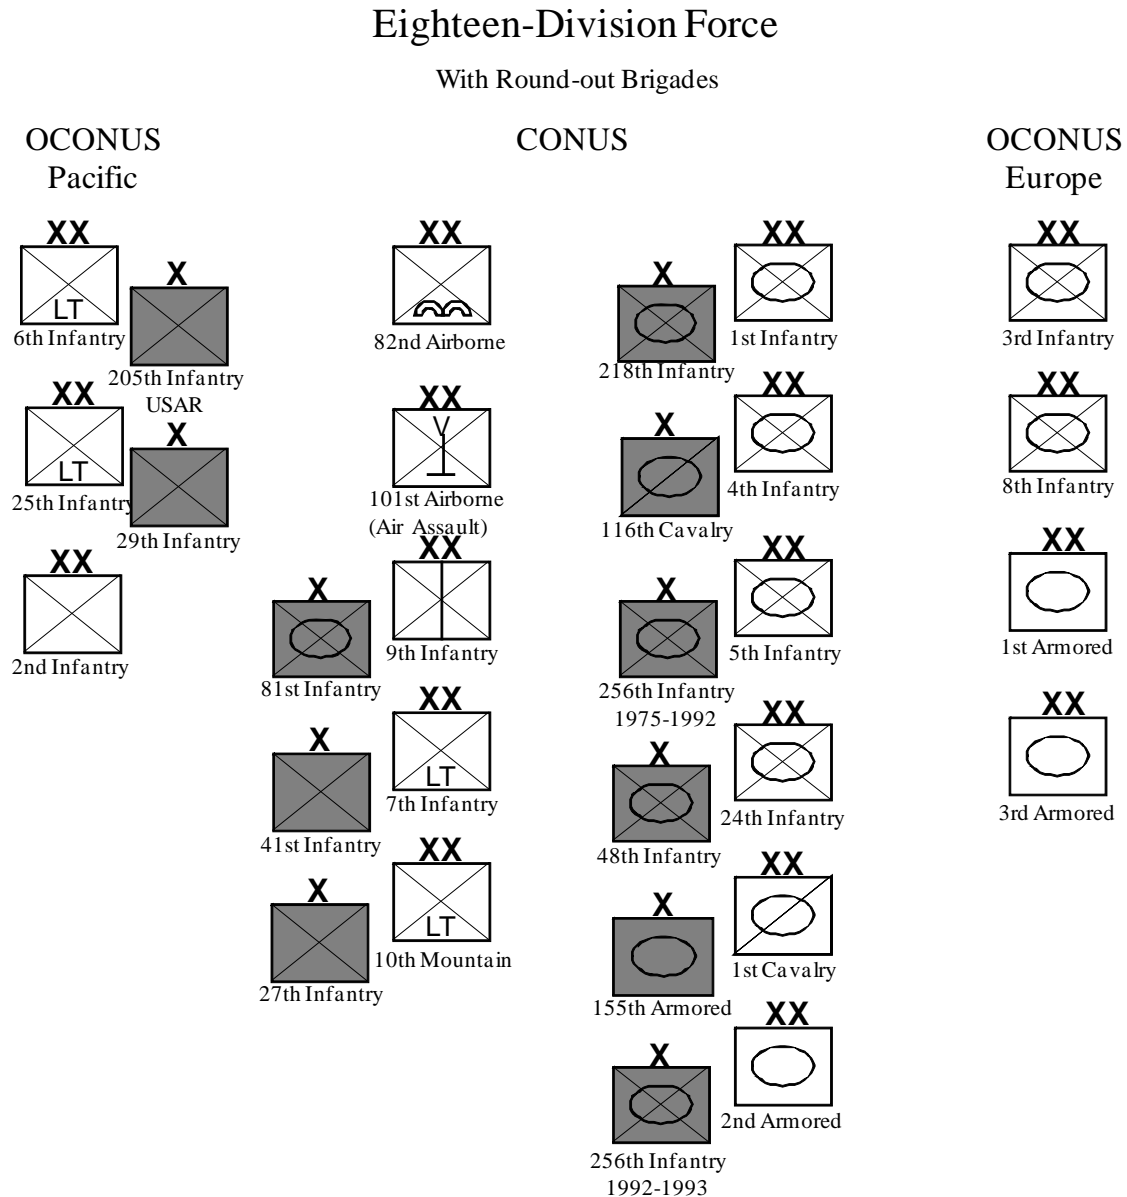 Eighteen-Division Force
With Round-out Brigades
OCONUS
Pacific
XX
LT
6th Infantry
X
205th Infantry
USAR
XX
LT
25th Infantry
X
29th Infantry
XX
2nd Infantry
CONUS
XX
82nd Airborne
XX
V
101st Airborne
(Air Assault)
XX
9th Infantry
X
81st Infantry
XX
LT
7th Infantry
X
41st Infantry
XX
LT
10th Mountain
X
27th Infantry
XX
1st Infantry
X
218th Infantry
XX
4th Infantry
X
116th Cavalry
XX
5th Infantry
X
256th Infantry
1975-1992
XX
24th Infantry
X
48th Infantry
XX
1st Cavalry
X
155th Armored
XX
2nd Armored
X
256th Infantry
1992-1993
OCONUS
Europe
XX
3rd Infantry
XX
8th Infantry
XX
1st Armored
XX
3rd Armored